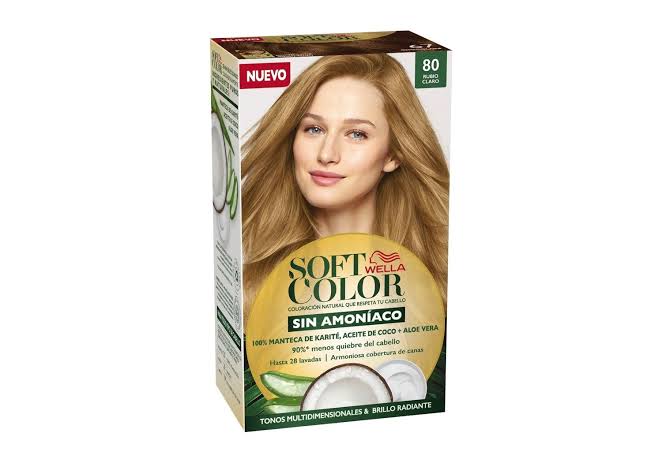 67
NUEVO
80
RUBIO
CLARO
SOFT
WELLA
COLOR
COLORACIÓN NATURAL QUE RESPETA TU CABELLO
SIN AMONÍACO
100% MANTECA DE KARITÉ, ACEITE DE COCO + ALOE VERA
90%* menos quiebre del cabello
Hasta 28 lavadas | Armoniosa cobertura de canas
TONOS MULTIDIMENSIONALES & BRILLO RADIANTE